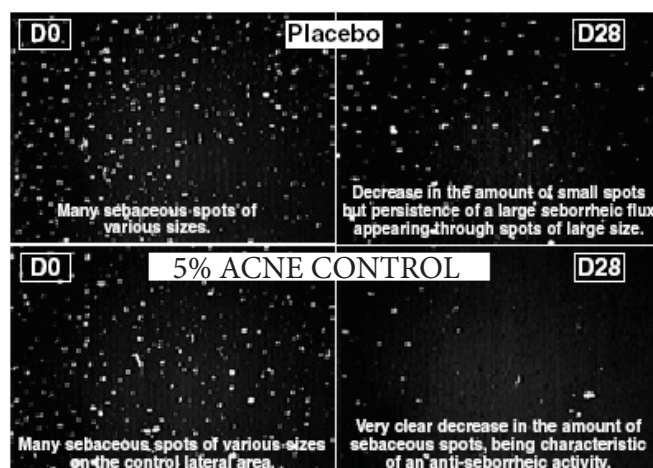 D0
Placebo
D28
Many sebaceous spots of
various sizes.
Decrease in the amount of small spots
but persistence of a large seborrheic flux
appearing through spots of large size.
D0
5% ACNE CONTROL
D28
Many sebaceous spots of various sizes
on the control lateral area.
Very clear decrease in the amount of
sebaceous spots, being characteristic
of an anti-seborrheic activity.